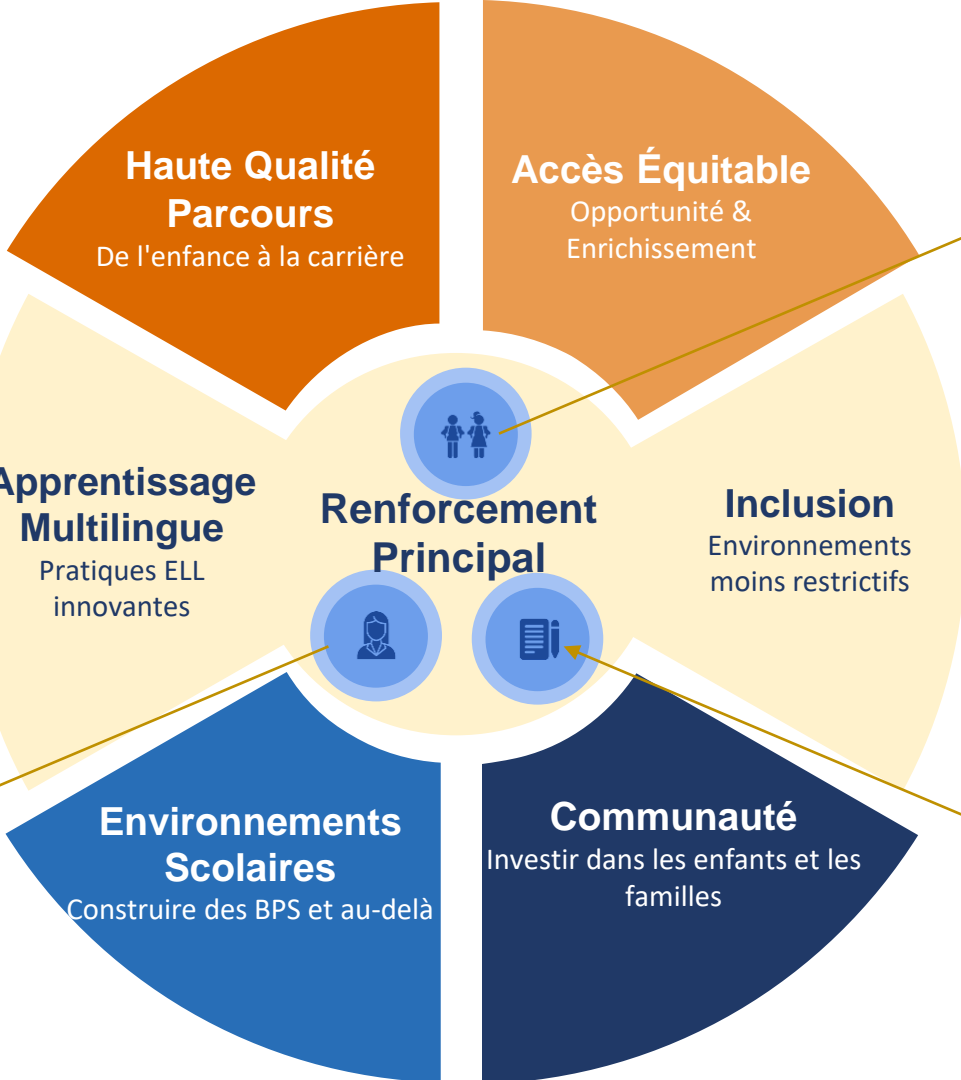 Haute Qualité
Parcours
De l'enfance à la carrière
Accès Équitable
Opportunité &
Enrichissement
Apprentissage
Multilingue
Pratiques ELL
innovantes
Renforcement
Principal
Inclusion
Environnements
moins restrictifs
Environnements
Scolaires
Construire des BPS et au-delà
Communauté
Investir dans les enfants et les
familles